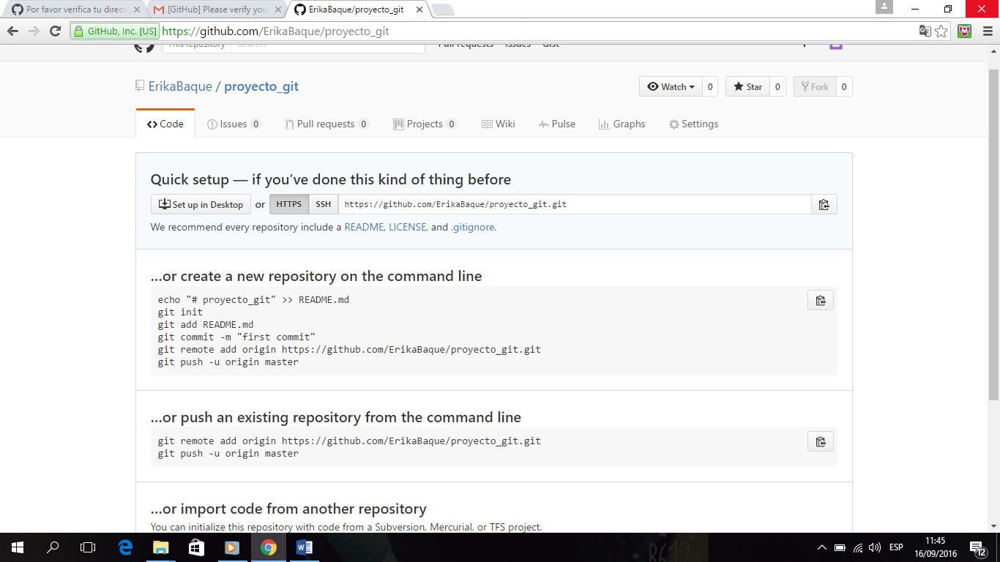 Por favor verifica tu direcc
[GitHub] Please verify you
ErikaBaque/proyecto_git
GitHub, Inc. [US] https://github.com/ErikaBaque/proyecto_git
This repository Search Pull requests Issues Gist
ErikaBaque / proyecto_git
Watch 0 Star 0 Fork 0
Code Issues 0 Pull requests 0 Projects 0 Wiki Pulse Graphs Settings
Quick setup — if you’ve done this kind of thing before
Set up in Desktop or HTTPS SSH https://github.com/ErikaBaque/proyecto_git.git
We recommend every repository include a README, LICENSE, and .gitignore.
…or create a new repository on the command line
echo "# proyecto_git" >> README.md
git init
git add README.md
git commit -m "first commit"
git remote add origin https://github.com/ErikaBaque/proyecto_git.git
git push -u origin master
…or push an existing repository from the command line
git remote add origin https://github.com/ErikaBaque/proyecto_git.git
git push -u origin master
…or import code from another repository
You can initialize this repository with code from a Subversion, Mercurial, or TFS project.
ESP
11:45
16/09/2016
12